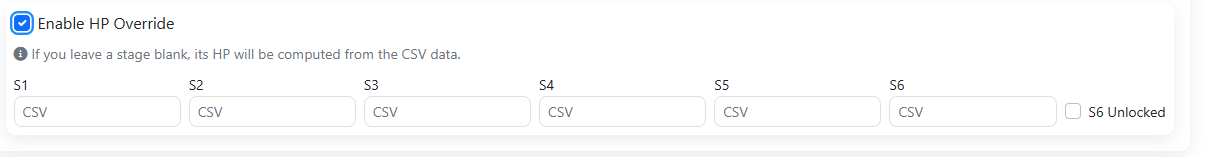 Enable HP Override
If you leave a stage blank, its HP will be computed from the CSV data.
S1 S2 S3 S4 S5 S6
CSV CSV CSV CSV CSV CSV S6 Unlocked